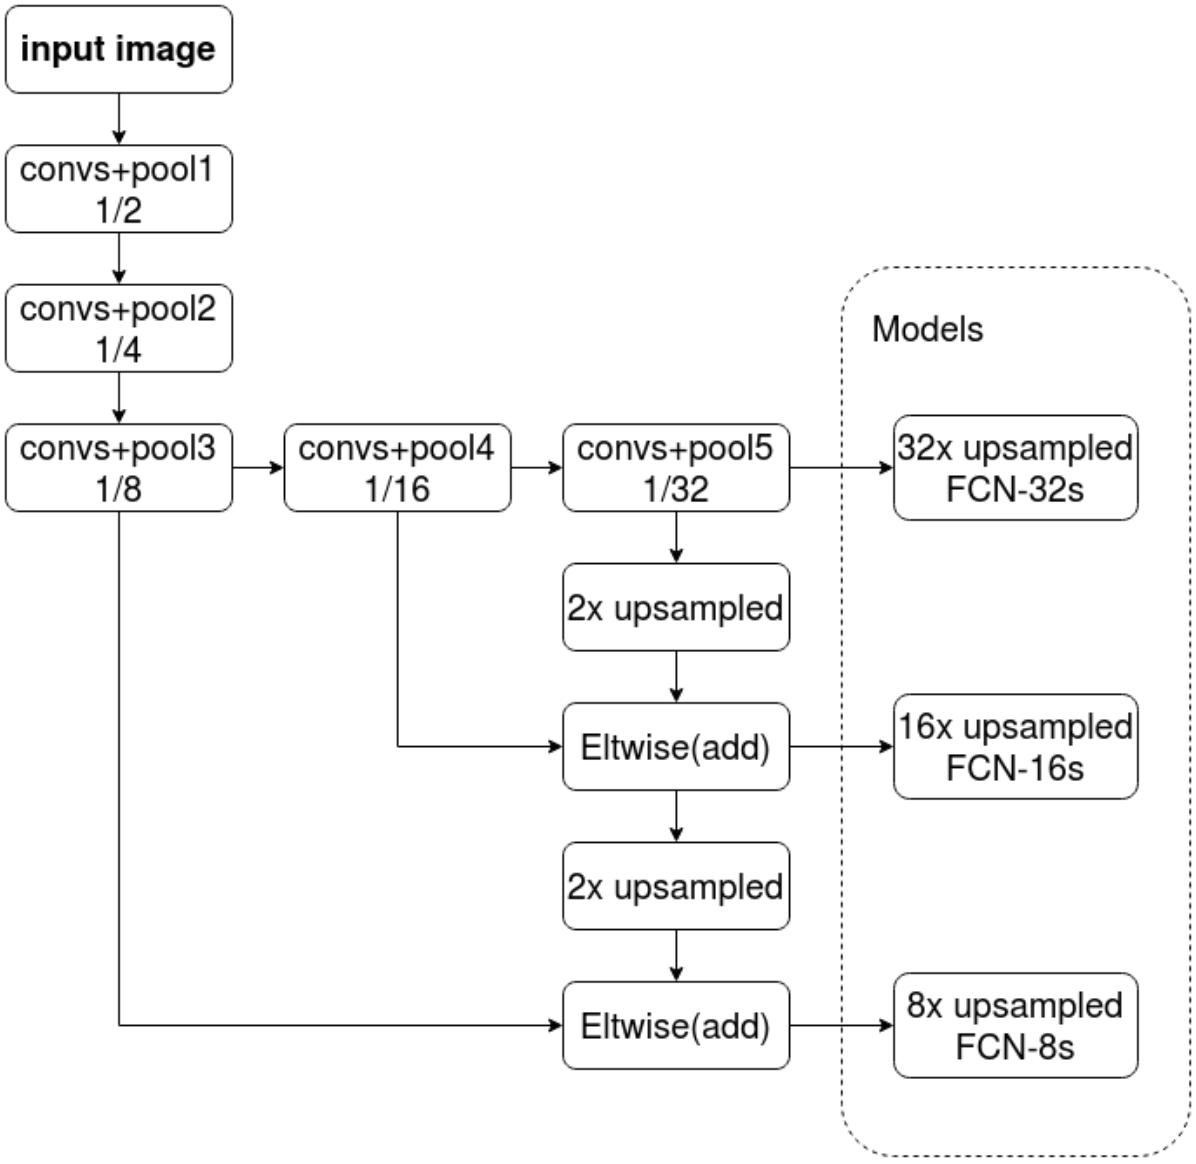 input image
convs+pool1
1/2
convs+pool2
1/4
Models
convs+pool3
1/8
convs+pool4
1/16
convs+pool5
1/32
32x upsampled
FCN-32s
2x upsampled
Eltwise(add)
16x upsampled
FCN-16s
2x upsampled
Eltwise(add)
8x upsampled
FCN-8s